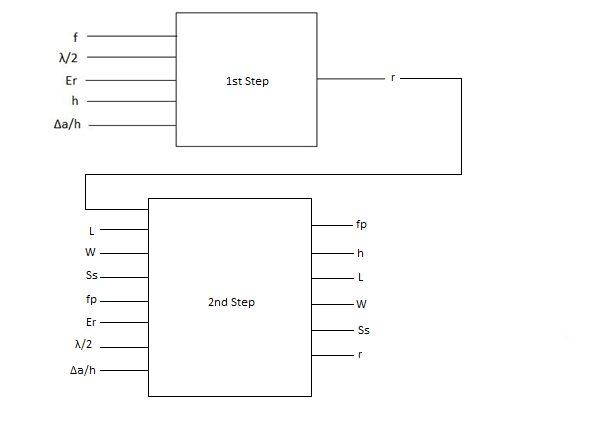 f
λ/2
Er
h
Δa/h
1st Step
r
L
W
Ss
fp
Er
λ/2
Δa/h
2nd Step
fp
h
L
W
Ss
r